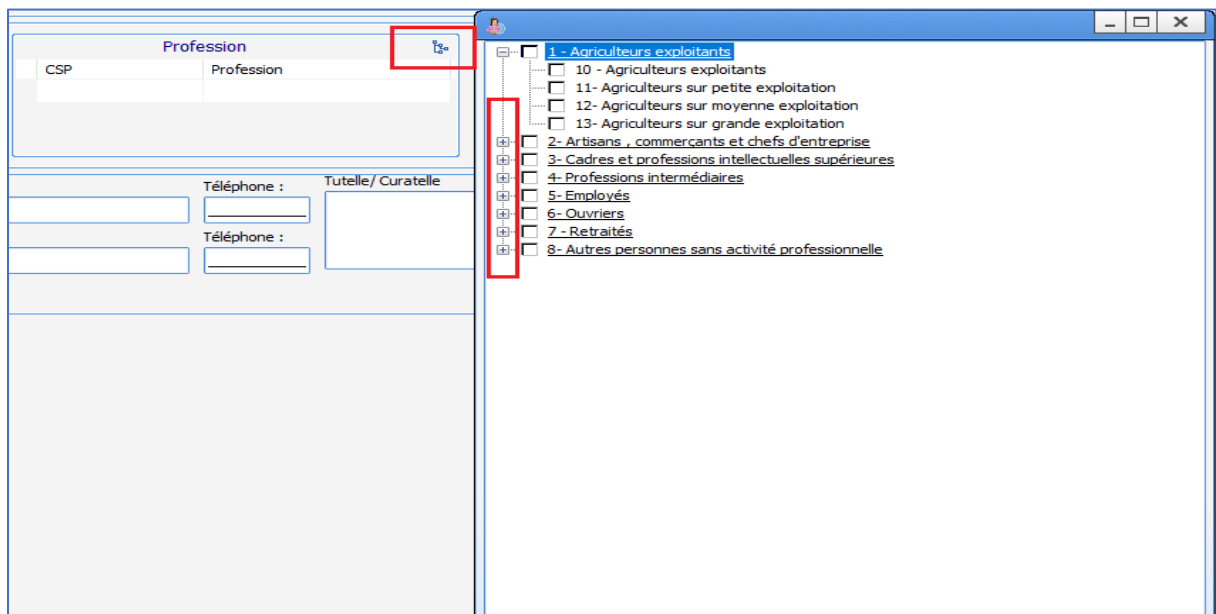 Profession
CSP Profession
Téléphone :
Tutelle/ Curatelle
Téléphone :
1 - Agriculteurs exploitants
10 - Agriculteurs exploitants
11- Agriculteurs sur petite exploitation
12- Agriculteurs sur moyenne exploitation
13- Agriculteurs sur grande exploitation
2- Artisans , commerçants et chefs d'entreprise
3- Cadres et professions intellectuelles supérieures
4- Professions intermédiaires
5- Employés
6- Ouvriers
7 - Retraités
8- Autres personnes sans activité professionnelle